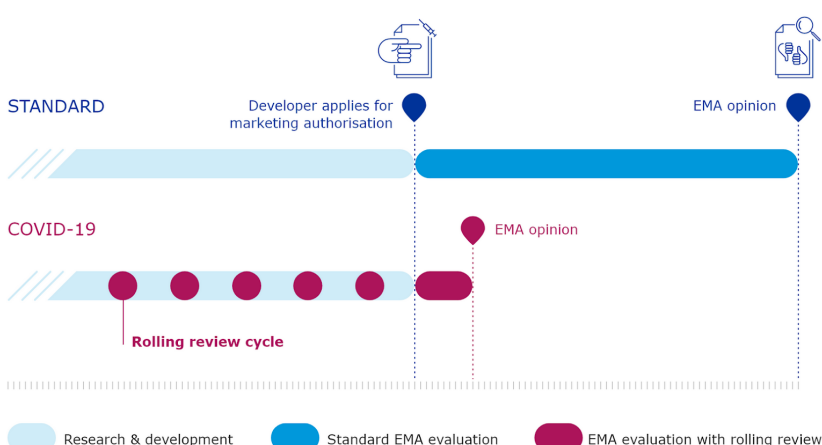 STANDARD
Developer applies for
marketing authorisation
EMA opinion
COVID-19
EMA opinion
Rolling review cycle
Research & development
Standard EMA evaluation
EMA evaluation with rolling review